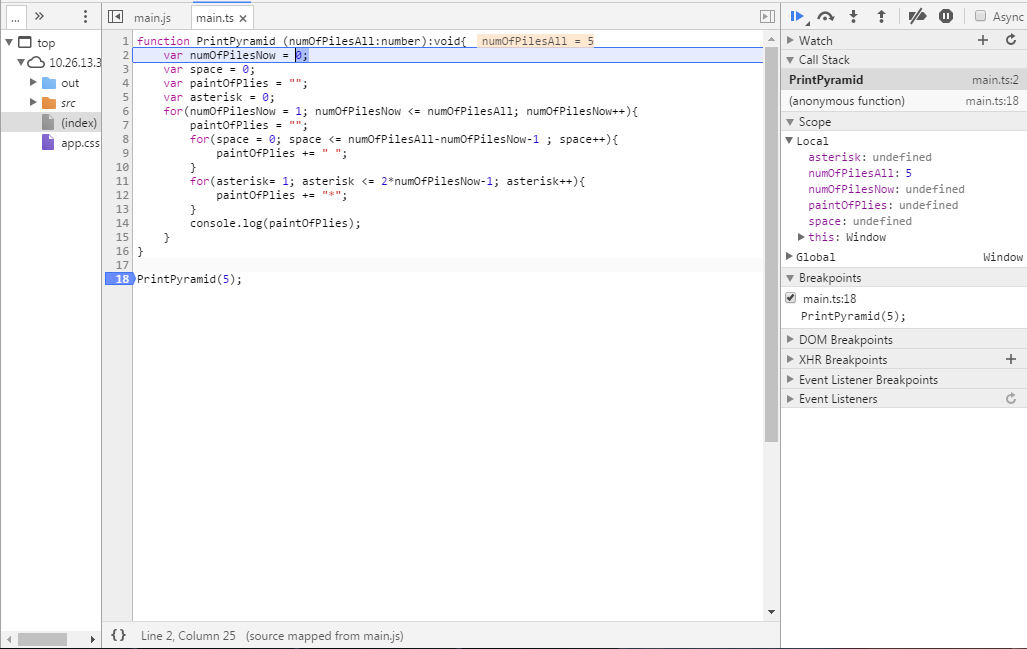 ... »
top
10.26.13.3
out
src
(index)
app.css
main.js main.ts ×
1 function PrintPyramid (numOfPilesAll:number):void{ numOfPilesAll = 5
2 var numOfPilesNow = 0;
3 var space = 0;
4 var paintOfPlies = "";
5 var asterisk = 0;
6 for(numOfPilesNow = 1; numOfPilesNow <= numOfPilesAll; numOfPilesNow++){
7 paintOfPlies = "";
8 for(space = 0; space <= numOfPilesAll-numOfPilesNow-1 ; space++){
9 paintOfPlies += " ";
10 }
11 for(asterisk= 1; asterisk <= 2*numOfPilesNow-1; asterisk++){
12 paintOfPlies += "*";
13 }
14 console.log(paintOfPlies);
15 }
16 }
17
18 PrintPyramid(5);
{} Line 2, Column 25 (source mapped from main.js)
Async
Watch
Call Stack
PrintPyramid main.ts:2
(anonymous function) main.ts:18
Scope
Local
asterisk: undefined
numOfPilesAll: 5
numOfPilesNow: undefined
paintOfPlies: undefined
space: undefined
this: Window
Global Window
Breakpoints
main.ts:18
PrintPyramid(5);
DOM Breakpoints
XHR Breakpoints
Event Listener Breakpoints
Event Listeners